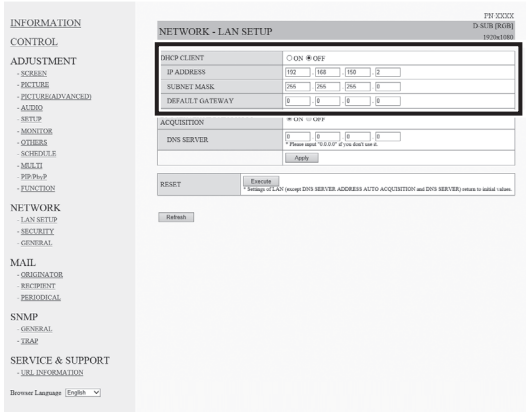 INFORMATION
CONTROL
ADJUSTMENT
- SCREEN
- PICTURE
- PICTURE(ADVANCED)
- AUDIO
- SETUP
- MONITOR
- OTHERS
- SCHEDULE
- MULTI
- PIP/PbyP
- FUNCTION
NETWORK
- LAN SETUP
- SECURITY
- GENERAL
MAIL
- ORIGINATOR
- RECIPIENT
- PERIODICAL
SNMP
- GENERAL
- TRAP
SERVICE & SUPPORT
- URL INFORMATION
Browser Language English
PN XXXX
NETWORK - LAN SETUP
D-SUB [RGB]
1920x1080
DHCP CLIENT ON OFF
IP ADDRESS 192 . 168 . 150 . 2
SUBNET MASK 255 . 255 . 255 . 0
DEFAULT GATEWAY 0 . 0 . 0 . 0
ACQUISITION ON OFF
DNS SERVER 0 . 0 . 0 . 0
* Please input "0.0.0.0" if you don't use it.
Apply
RESET Execute
* Settings of LAN (except DNS SERVER ADDRESS AUTO ACQUISITION and DNS SERVER) return to initial values.
Refresh